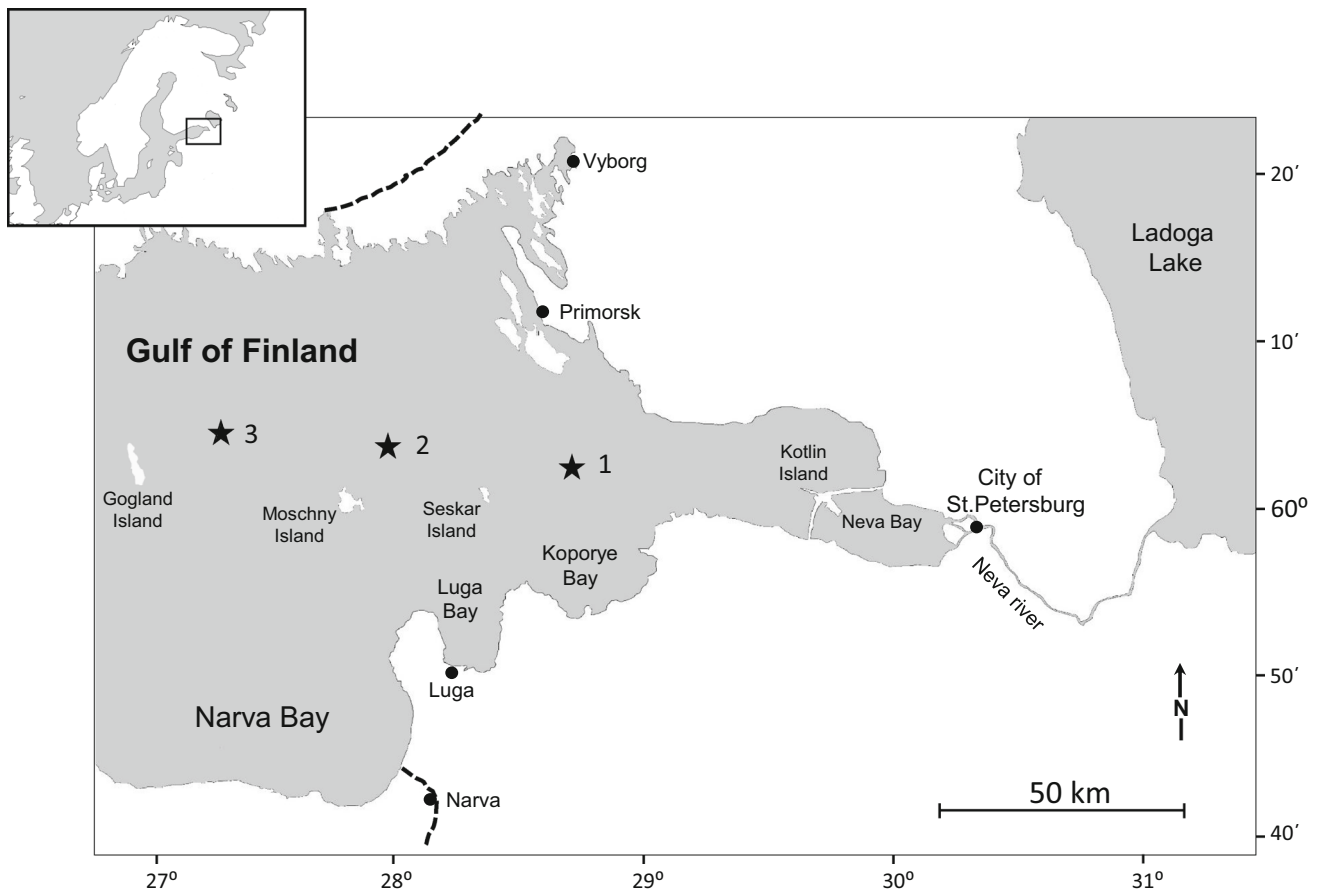 Vyborg
20′
Ladoga
Lake
Primorsk
10′
Gulf of Finland
3
2
1
Kotlin
Island
Gogland
Island
Moschny
Island
Seskar
Island
City of
St.Petersburg
60º
Neva Bay
Koporye
Bay
Luga
Bay
Neva river
Luga
50′
N
Narva Bay
Narva
50 km
40′
27º
28º
29º
30º
31º